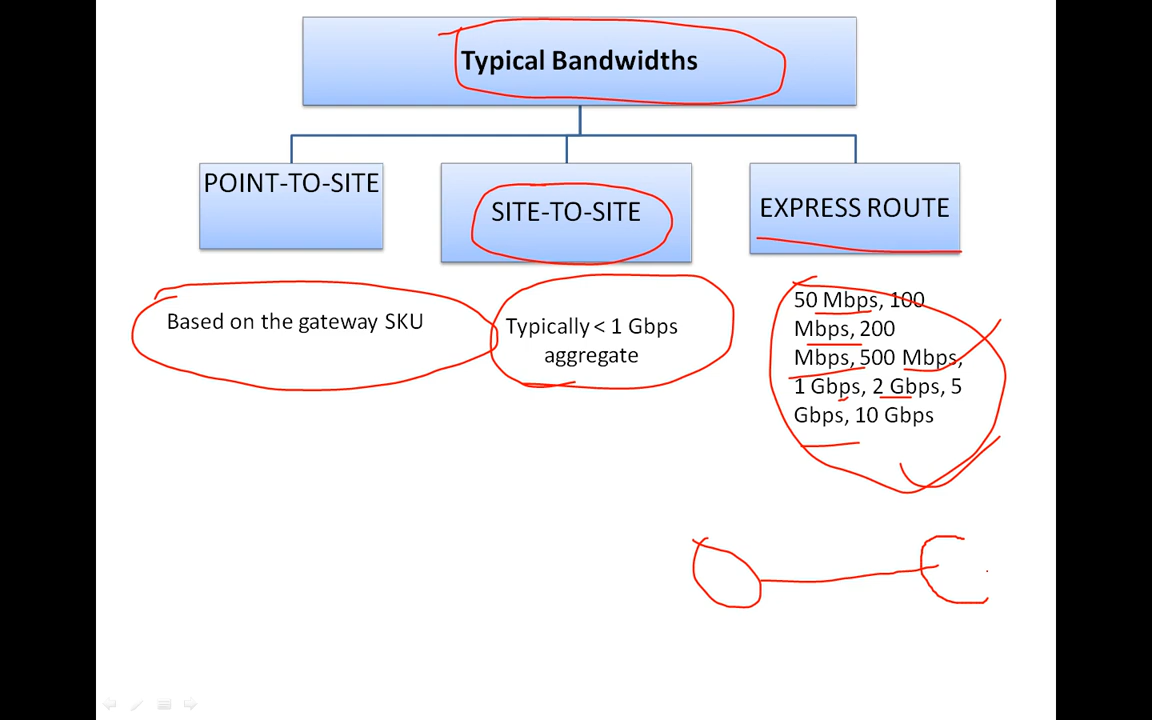 Typical Bandwidths
POINT-TO-SITE
SITE-TO-SITE
EXPRESS ROUTE
Based on the gateway SKU
Typically < 1 Gbps
aggregate
50 Mbps, 100
Mbps, 200
Mbps, 500 Mbps,
1 Gbps, 2 Gbps, 5
Gbps, 10 Gbps